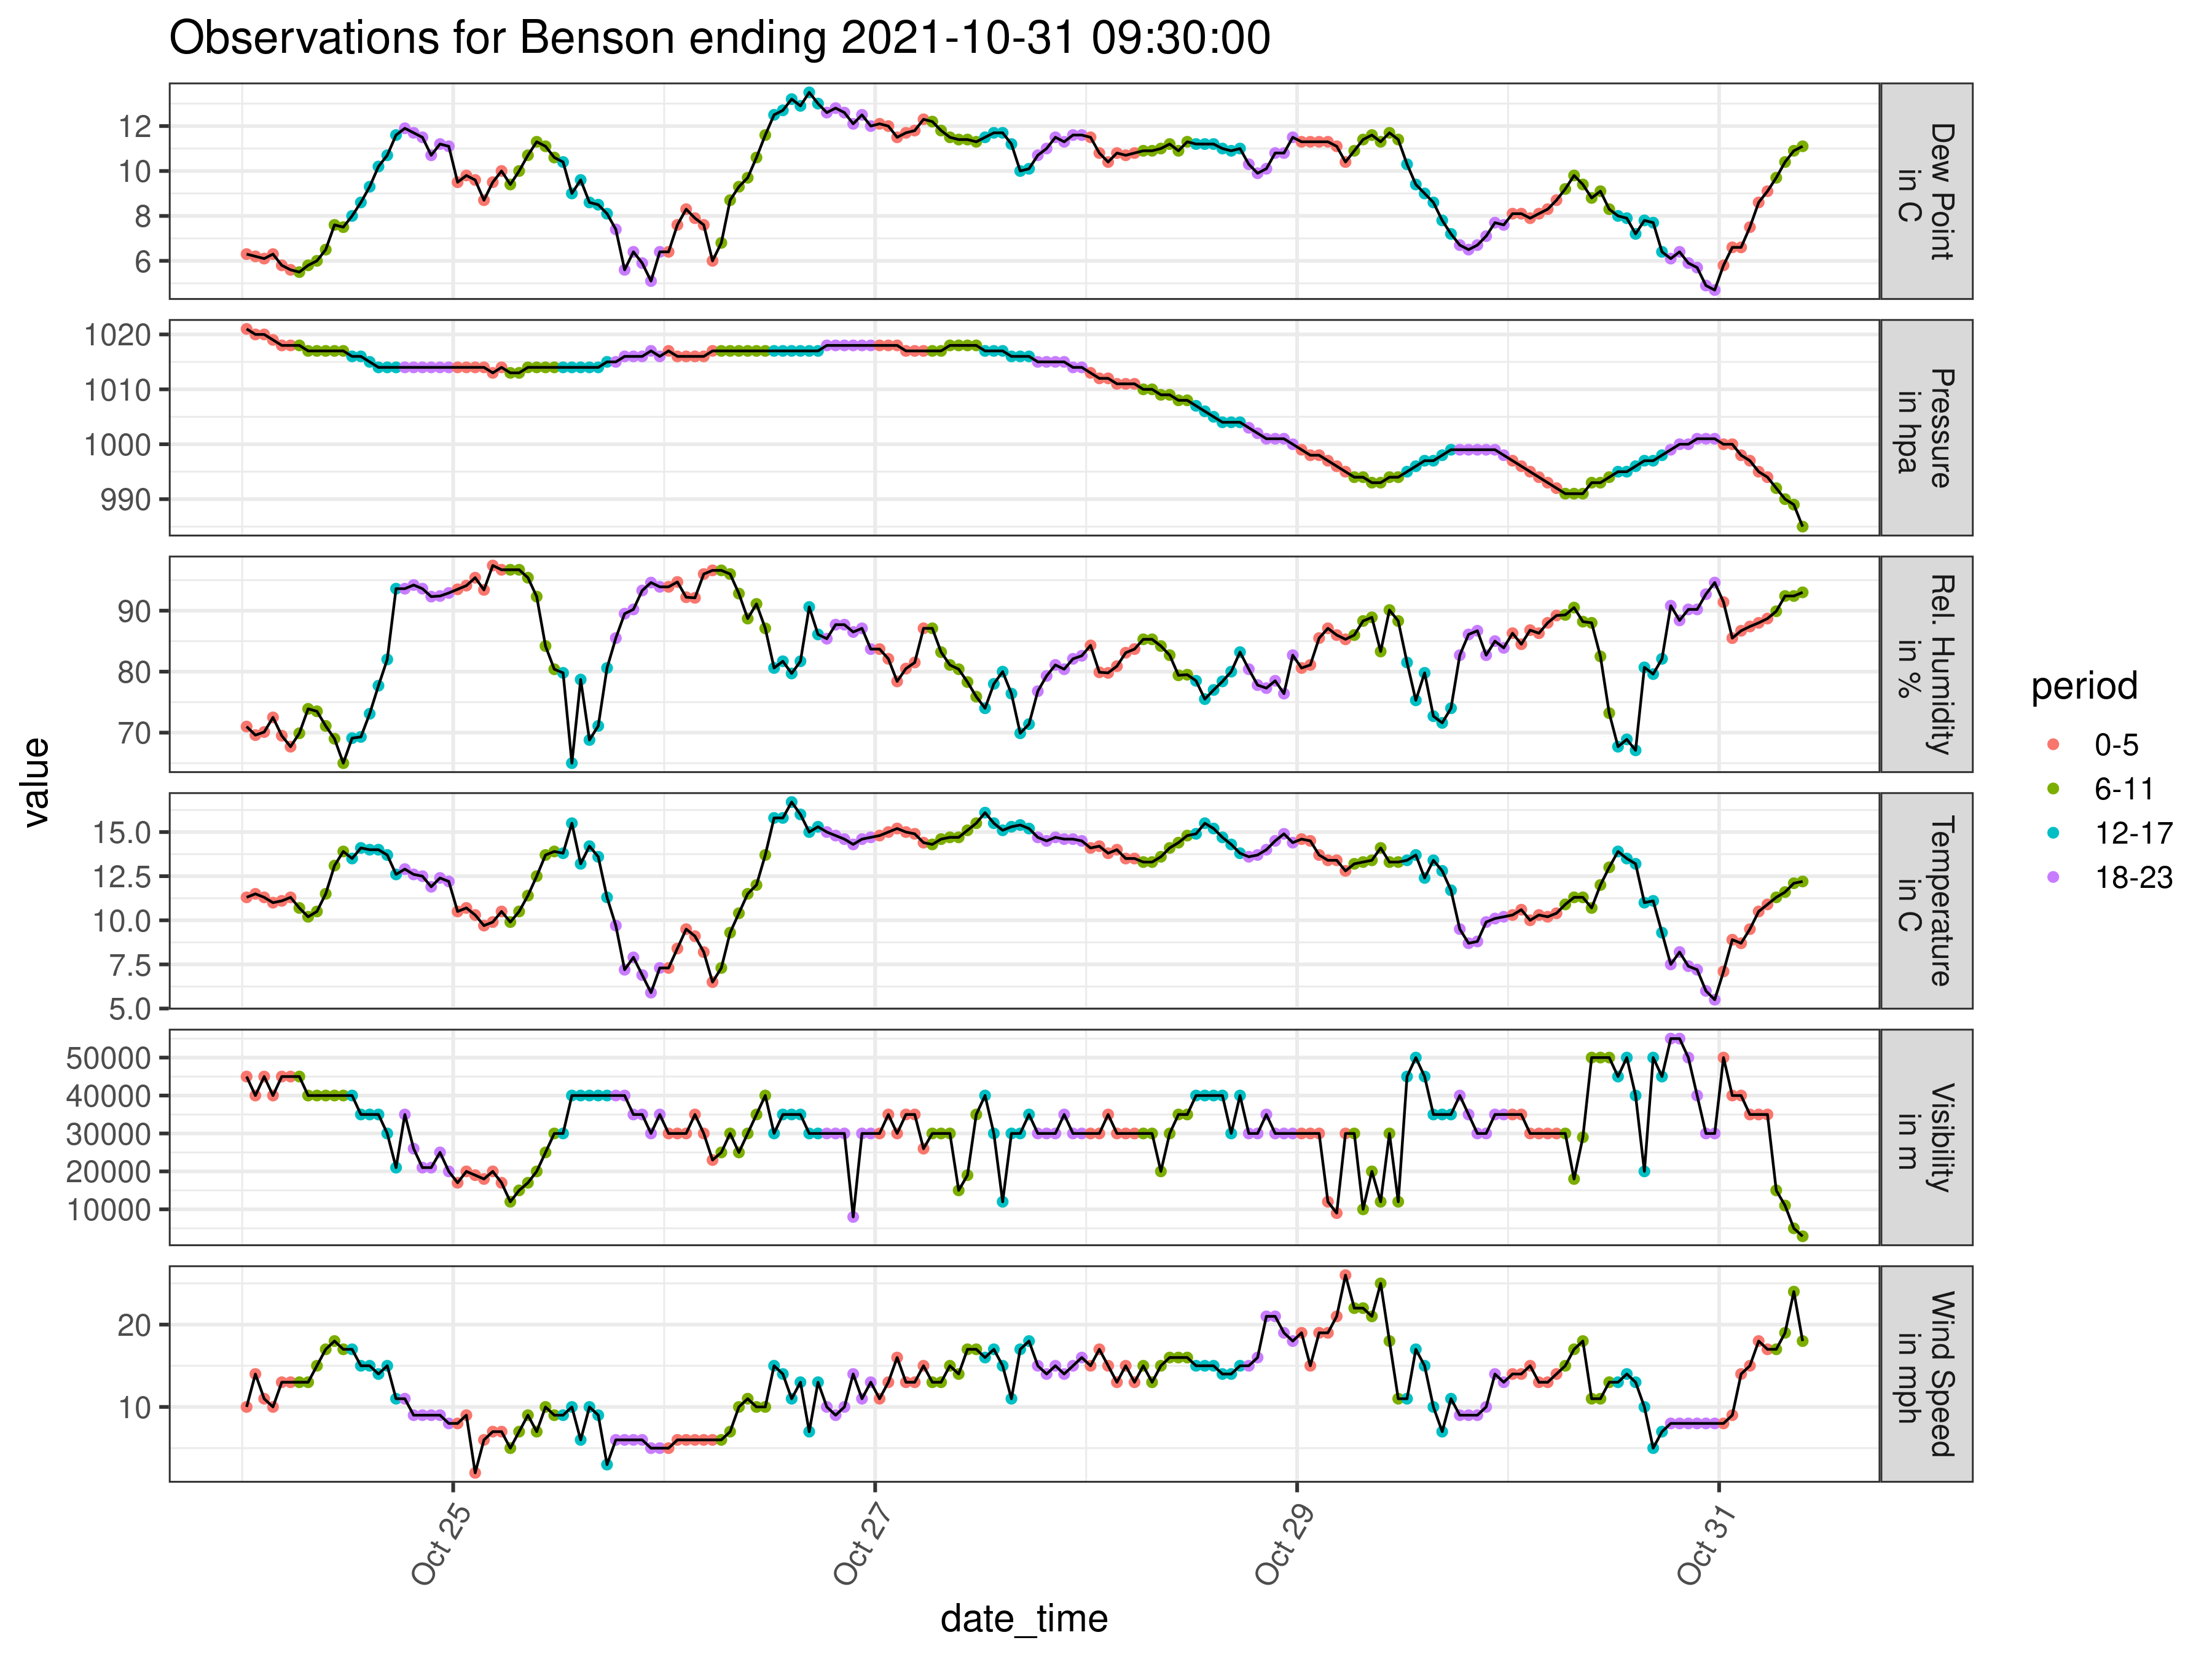 Observations for Benson ending 2021-10-31 09:30:00
value
12
10
8
6
Dew Point
in C
1020
1010
1000
990
Pressure
in hpa
90
80
70
Rel. Humidity
in %
15.0
12.5
10.0
7.5
5.0
Temperature
in C
50000
40000
30000
20000
10000
Visibility
in m
20
10
Wind Speed
in mph
Oct 25
Oct 27
Oct 29
Oct 31
date_time
period
0-5
6-11
12-17
18-23